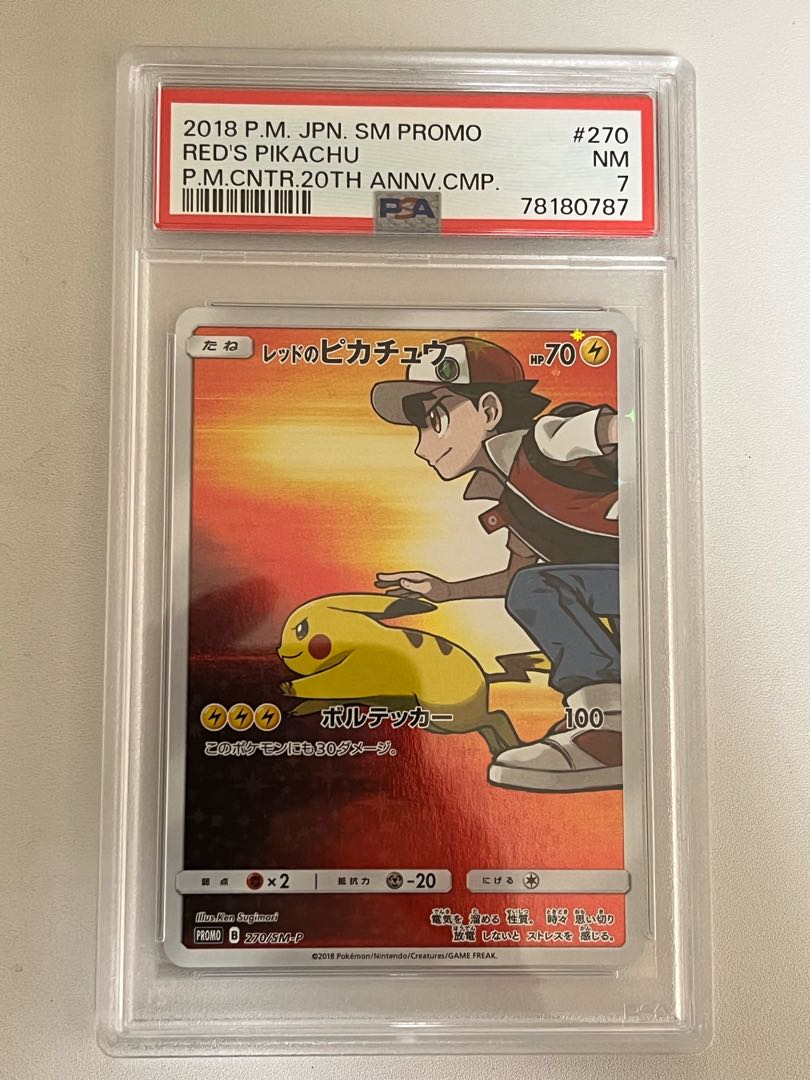 2018 P.M. JPN. SM PROMO #270
RED'S PIKACHU NM
P.M.CNTR.20TH ANNV.CMP. 7
PSA 78180787
たね レッドのピカチュウ HP70
ボルテッカー 100
このポケモンにも30ダメージ。
弱点 ×2 抵抗力 -20 にげる
Illus.Ken Sugimori
電気を 溜める 性質。 時々 思い切り
PROMO B 270/SM-P
放電 しないと ストレスを 感じる。
©2018 Pokémon/Nintendo/Creatures/GAME FREAK.